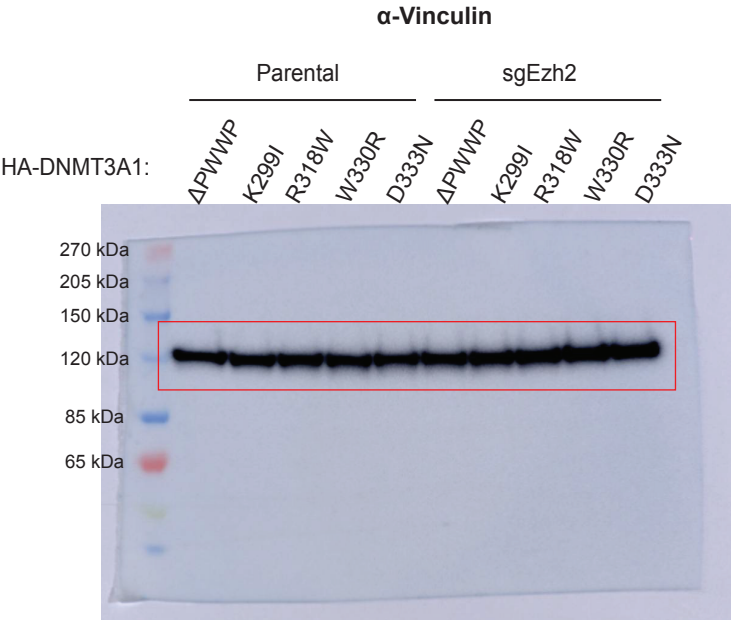 α-Vinculin
Parental sgEzh2
HA-DNMT3A1: ΔPWWP K299I R318W W330R D333N ΔPWWP K299I R318W W330R D333N
270 kDa
205 kDa
150 kDa
120 kDa
85 kDa
65 kDa